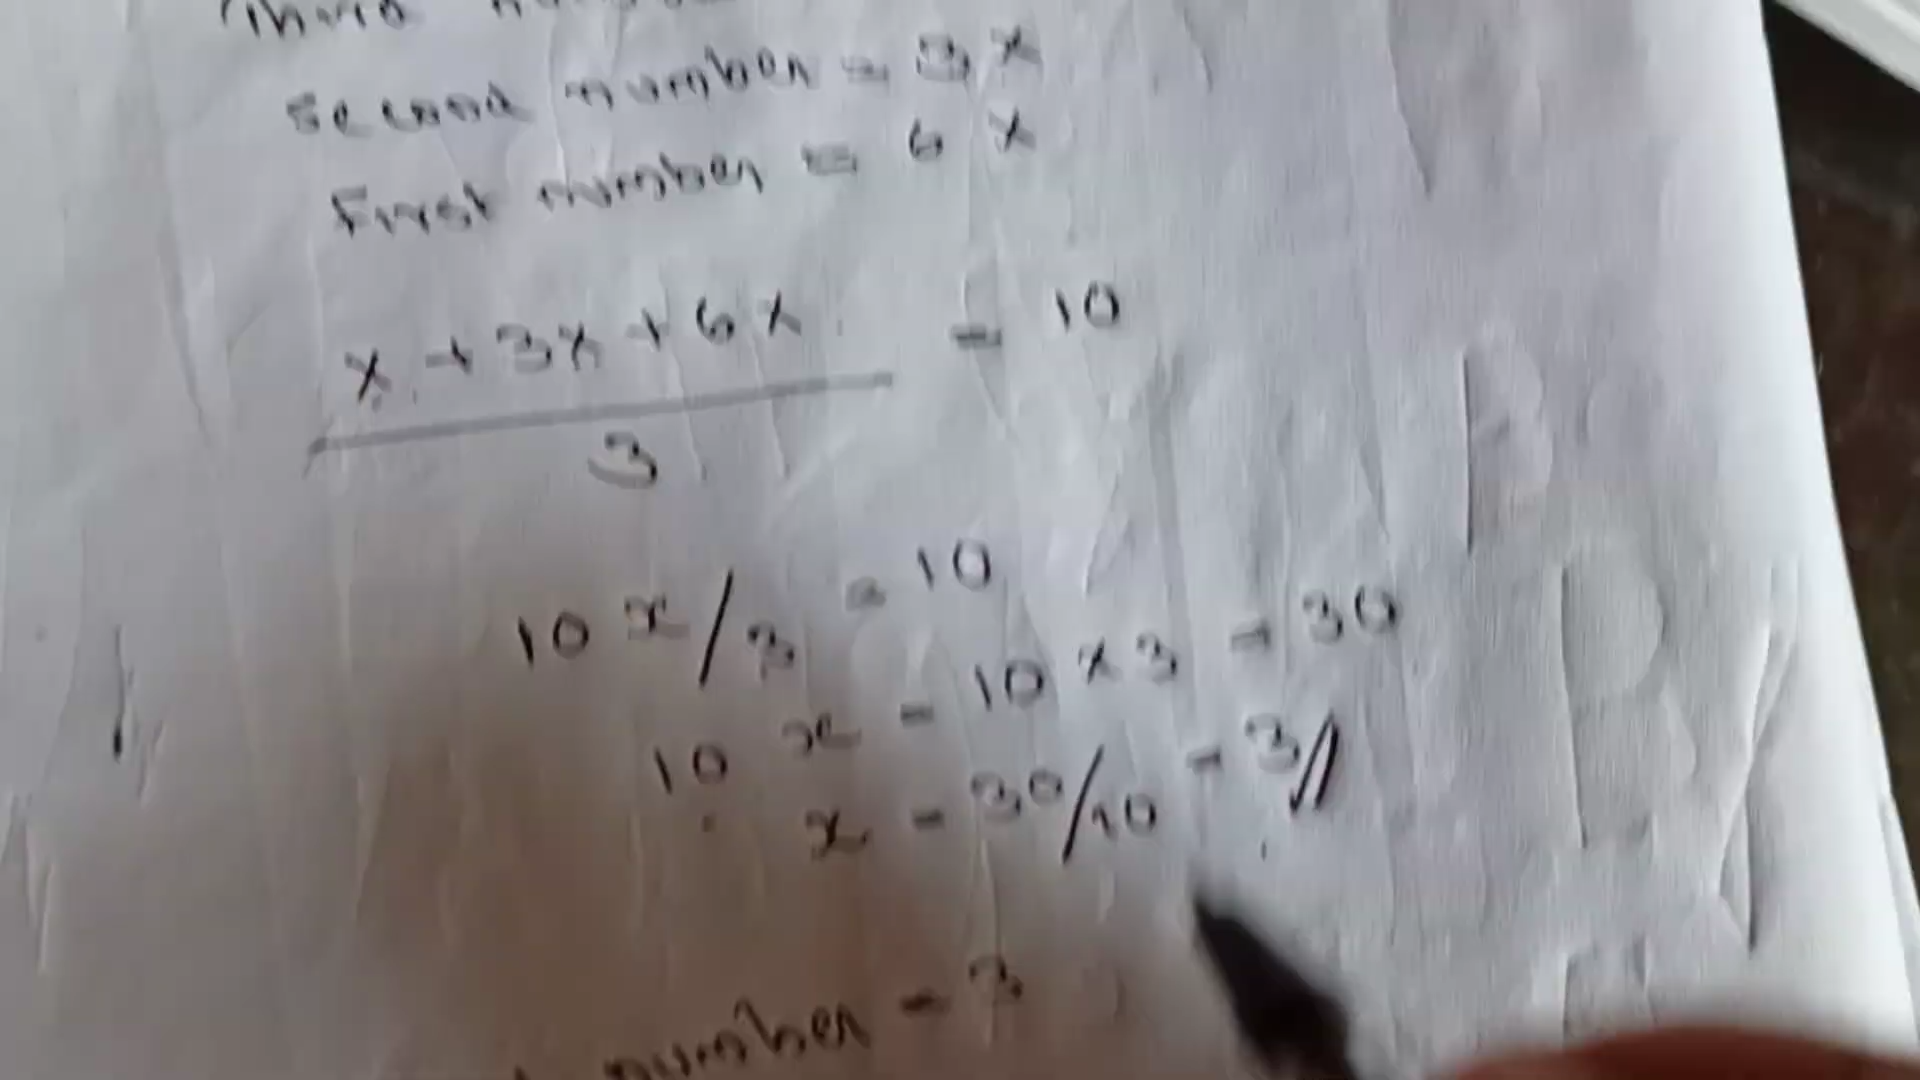 Third
second number = 3x
First number = 6x
x + 3x + 6x = 10
3
10x/3 = 10
10x = 10 x 3 = 30
x = 30/10 = 3//
number = 3